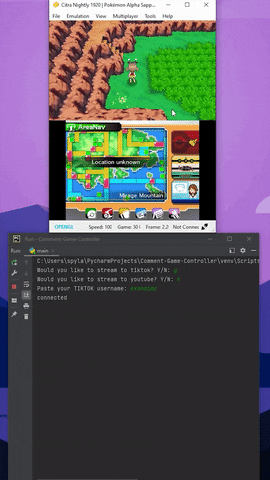 Citra Nightly 1920 | Pokémon Alpha Sapp...
File Emulation View Multiplayer Tools Help
AreaNav
Location unknown
Mirage Mountain
OPENGL Speed: 100 Game: 30 Frame: 2.2 Not Connec
Run - Comment-Game-Controller
Run: main
C:\Users\spyla\PycharmProjects\Comment-Game-Controller\venv\Scripts
Would you like to stream to tiktok? Y/N: y
Would you like to stream to youtube? Y/N: n
Paste your TIKTOK username:
connected